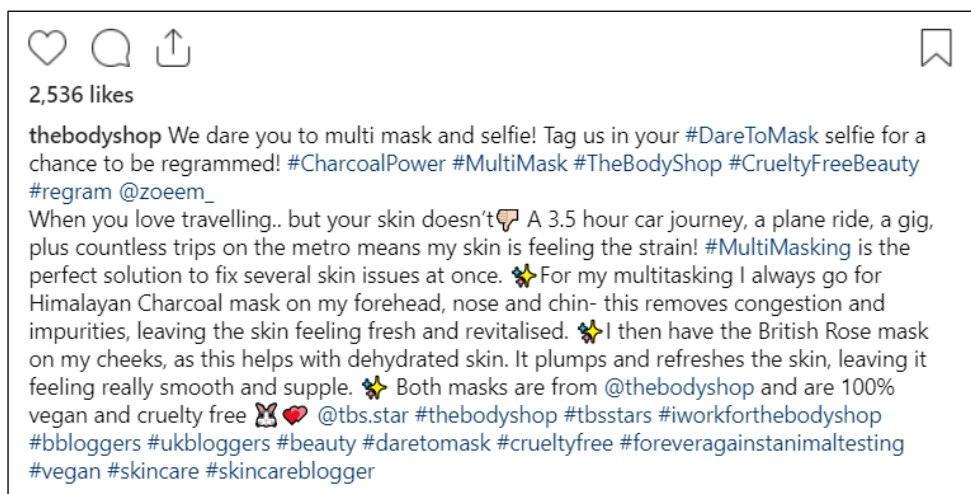 2,536 likes
thebodyshop We dare you to multi mask and selfie! Tag us in your #DareToMask selfie for a
chance to be regrammed! #CharcoalPower #MultiMask #TheBodyShop #CrueltyFreeBeauty
#regram @zoeem_
When you love travelling.. but your skin doesn't👎🏻 A 3.5 hour car journey, a plane ride, a gig,
plus countless trips on the metro means my skin is feeling the strain! #MultiMasking is the
perfect solution to fix several skin issues at once. ✨For my multitasking I always go for
Himalayan Charcoal mask on my forehead, nose and chin- this removes congestion and
impurities, leaving the skin feeling fresh and revitalised. ✨I then have the British Rose mask
on my cheeks, as this helps with dehydrated skin. It plumps and refreshes the skin, leaving it
feeling really smooth and supple. ✨ Both masks are from @thebodyshop and are 100%
vegan and cruelty free 🐰💕 @tbs.star #thebodyshop #tbsstars #iworkforthebodyshop
#bbloggers #ukbloggers #beauty #daretomask #crueltyfree #foreveragainstanimaltesting
#vegan #skincare #skincareblogger